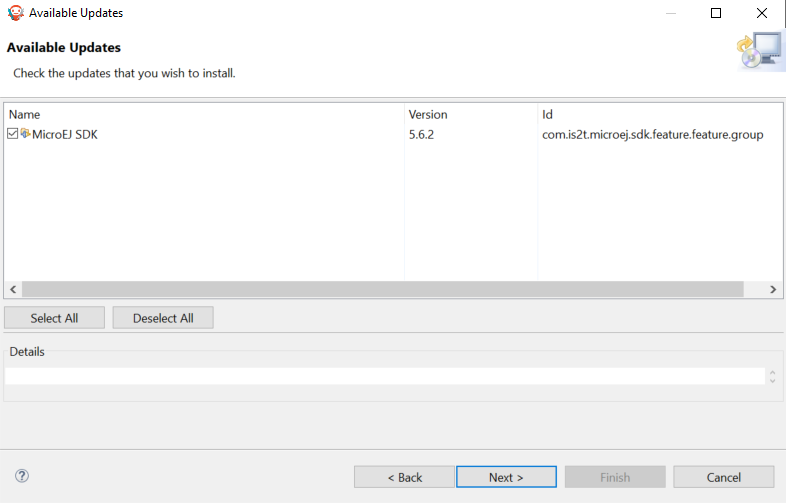 Available Updates
Available Updates
Check the updates that you wish to install.
Name Version Id
MicroEJ SDK 5.6.2 com.is2t.microej.sdk.feature.feature.group
Select All Deselect All
Details
? < Back Next > Finish Cancel